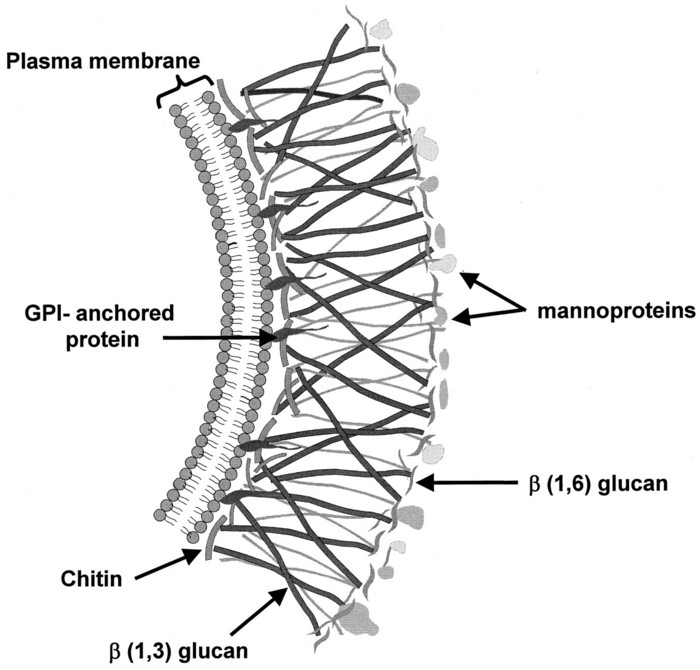 Plasma membrane
GPI- anchored
protein
mannoproteins
β (1,6) glucan
Chitin
β (1,3) glucan